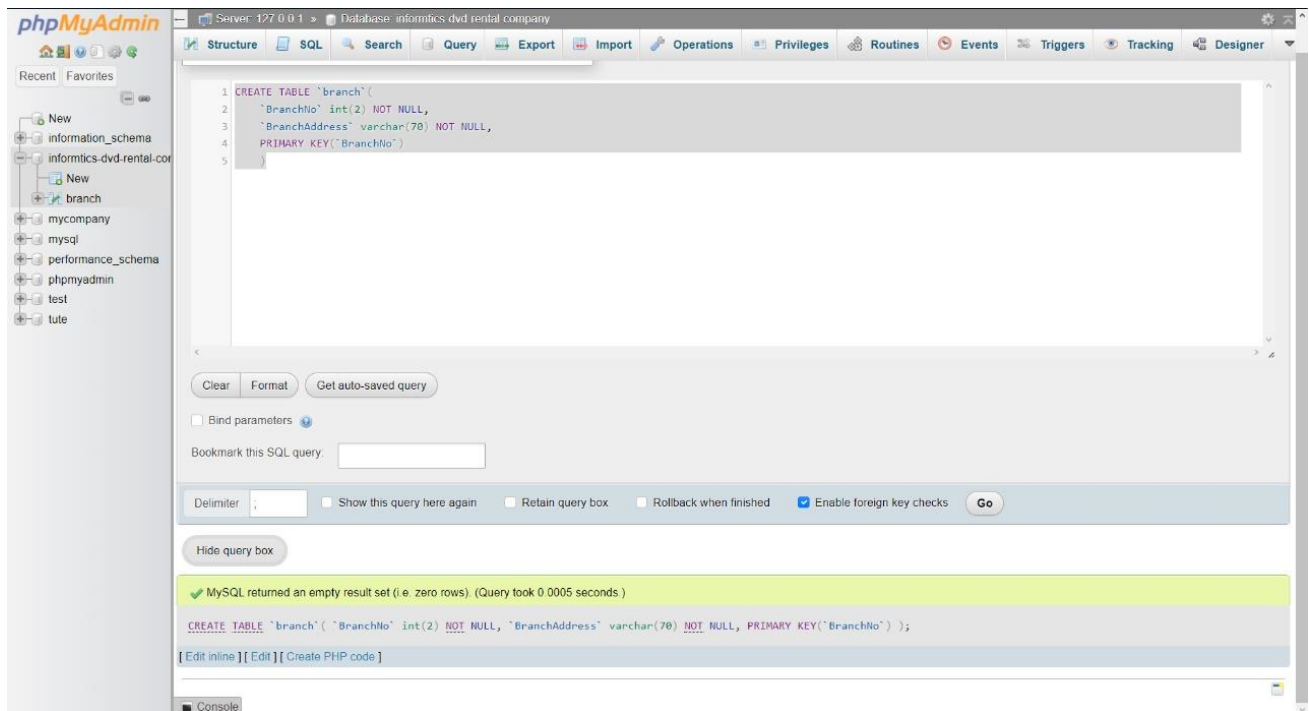 phpMyAdmin
Recent Favorites
New
information_schema
informtics-dvd-rental-cor
New
branch
mycompany
mysql
performance_schema
phpmyadmin
test
tute
Server: 127.0.0.1 » Database: informtics dvd rental company
Structure SQL Search Query Export Import Operations Privileges Routines Events Triggers Tracking Designer
1 CREATE TABLE `branch`(
2 `BranchNo` int(2) NOT NULL,
3 `BranchAddress` varchar(70) NOT NULL,
4 PRIMARY KEY(`BranchNo`)
5 )
Clear Format Get auto-saved query
Bind parameters
Bookmark this SQL query:
Delimiter ; Show this query here again Retain query box Rollback when finished Enable foreign key checks Go
Hide query box
MySQL returned an empty result set (i.e. zero rows). (Query took 0.0005 seconds.)
CREATE TABLE `branch`( `BranchNo` int(2) NOT NULL, `BranchAddress` varchar(70) NOT NULL, PRIMARY KEY(`BranchNo`) );
[ Edit inline ] [ Edit ] [ Create PHP code ]
Console